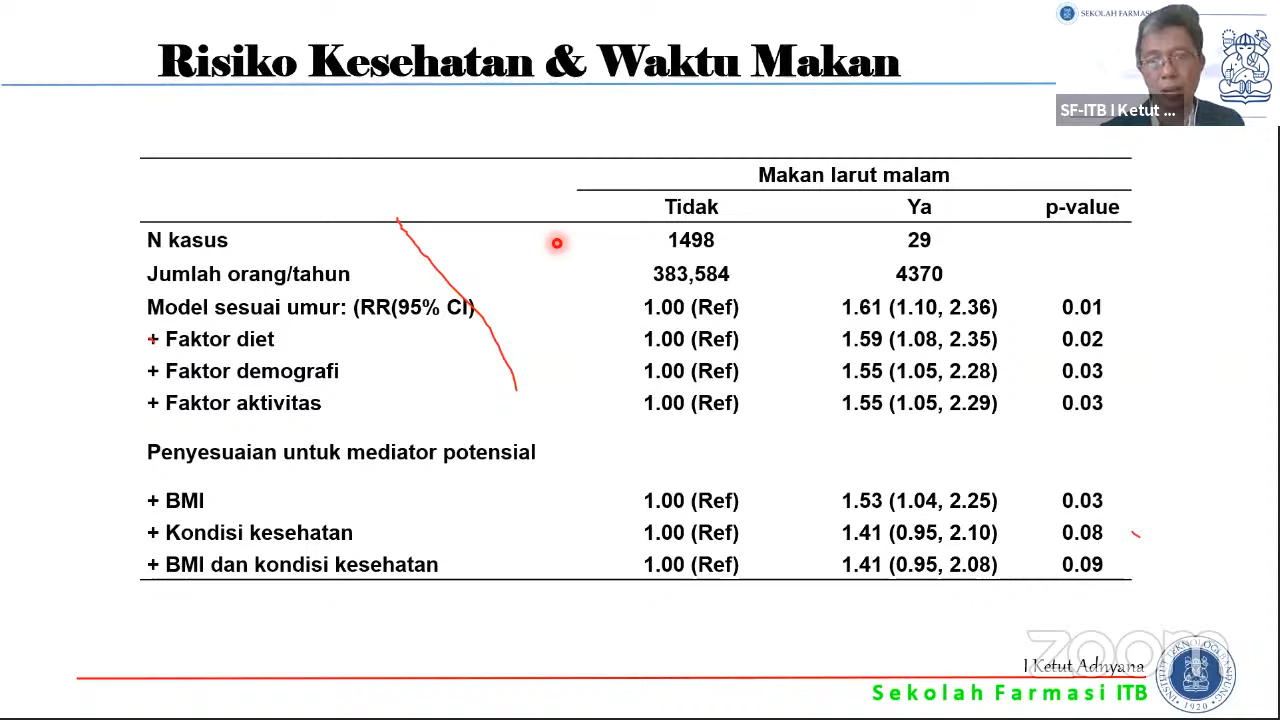 SEKOLAH FARMASI
Risiko Kesehatan & Waktu Makan
SF-ITB I Ketut ...
Makan larut malam
Tidak Ya p-value
N kasus 1498 29
Jumlah orang/tahun 383,584 4370
Model sesuai umur: (RR(95% CI) 1.00 (Ref) 1.61 (1.10, 2.36) 0.01
+ Faktor diet 1.00 (Ref) 1.59 (1.08, 2.35) 0.02
+ Faktor demografi 1.00 (Ref) 1.55 (1.05, 2.28) 0.03
+ Faktor aktivitas 1.00 (Ref) 1.55 (1.05, 2.29) 0.03
Penyesuaian untuk mediator potensial
+ BMI 1.00 (Ref) 1.53 (1.04, 2.25) 0.03
+ Kondisi kesehatan 1.00 (Ref) 1.41 (0.95, 2.10) 0.08
+ BMI dan kondisi kesehatan 1.00 (Ref) 1.41 (0.95, 2.08) 0.09
zoom
I Ketut Adnyana
Sekolah Farmasi ITB
INSTITUT TEKNOLOGI BANDUNG
1920